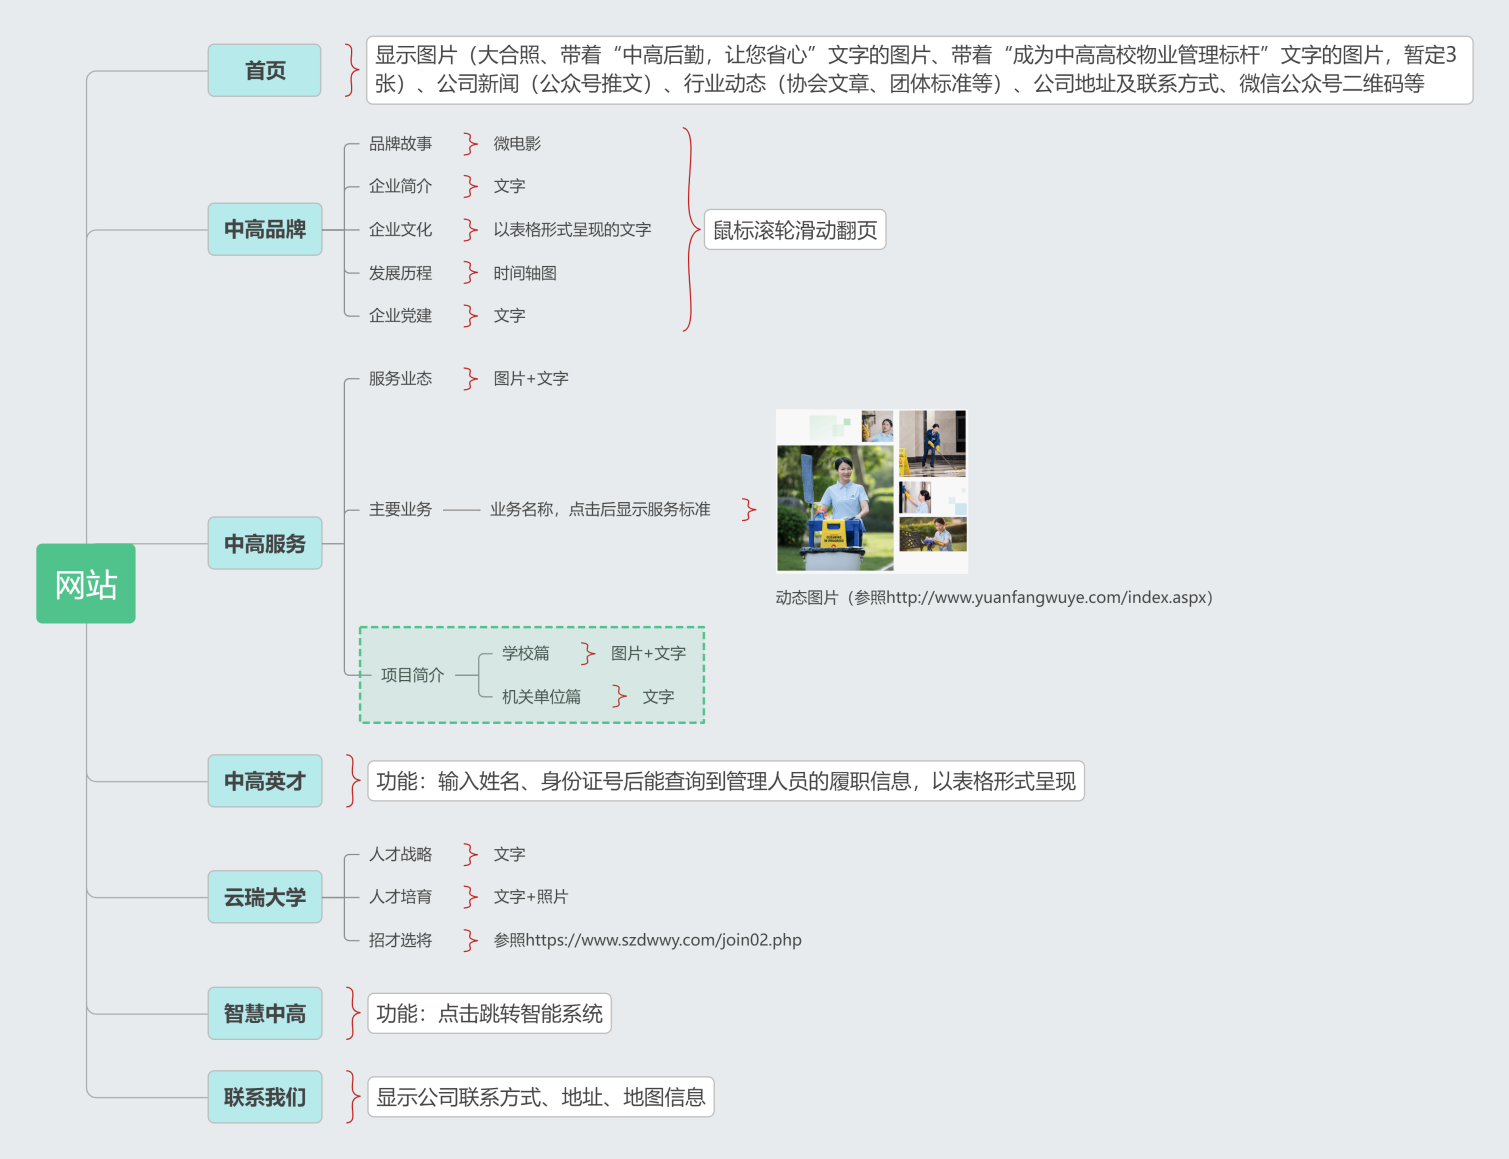 网站
首页
显示图片（大合照、带着“中高后勤，让您省心”文字的图片、带着“成为中高高校物业管理标杆”文字的图片，暂定3
张）、公司新闻（公众号推文）、行业动态（协会文章、团体标准等）、公司地址及联系方式、微信公众号二维码等
中高品牌
品牌故事
微电影
企业简介
文字
企业文化
以表格形式呈现的文字
发展历程
时间轴图
企业党建
文字
鼠标滚轮滑动翻页
中高服务
服务业态
图片+文字
主要业务
业务名称，点击后显示服务标准
动态图片（参照http://www.yuanfangwuye.com/index.aspx）
项目简介
学校篇
图片+文字
机关单位篇
文字
中高英才
功能：输入姓名、身份证号后能查询到管理人员的履职信息，以表格形式呈现
云瑞大学
人才战略
文字
人才培育
文字+照片
招才选将
参照https://www.szdwwy.com/join02.php
智慧中高
功能：点击跳转智能系统
联系我们
显示公司联系方式、地址、地图信息